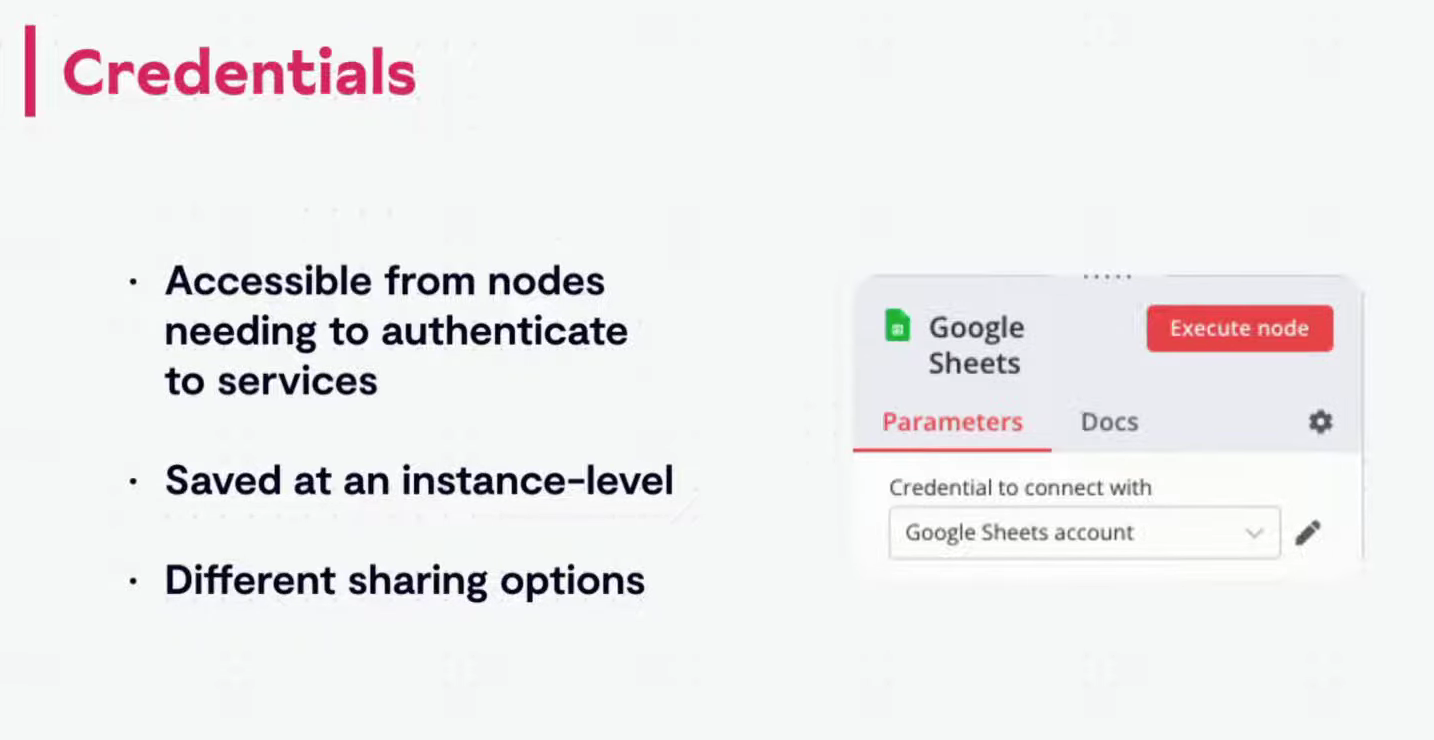 Credentials
· Accessible from nodes
needing to authenticate
to services
· Saved at an instance-level
· Different sharing options
Google
Sheets
Execute node
Parameters
Docs
Credential to connect with
Google Sheets account